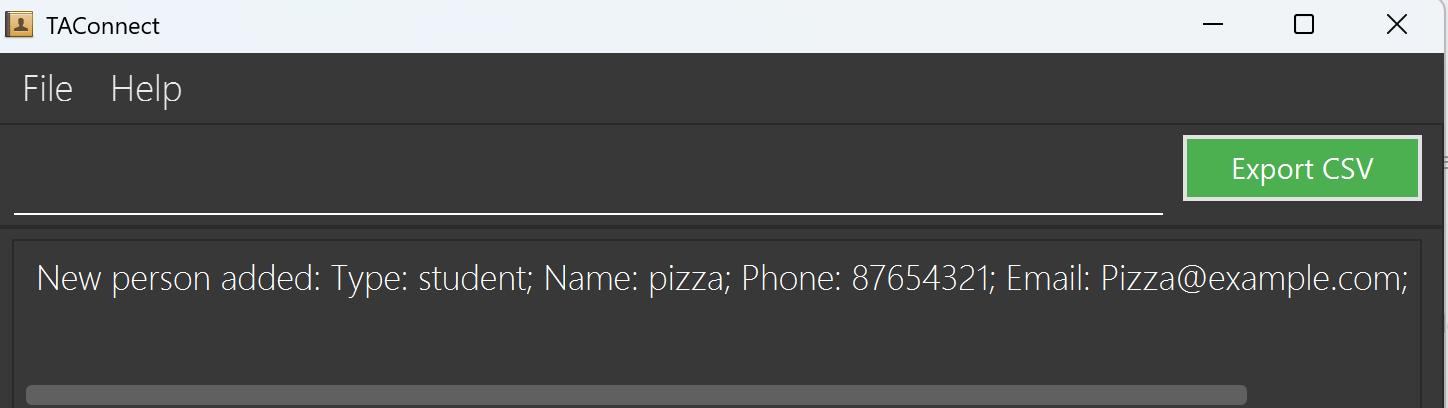 TAConnect
File Help
Export CSV
New person added: Type: student; Name: pizza; Phone: 87654321; Email: Pizza@example.com;